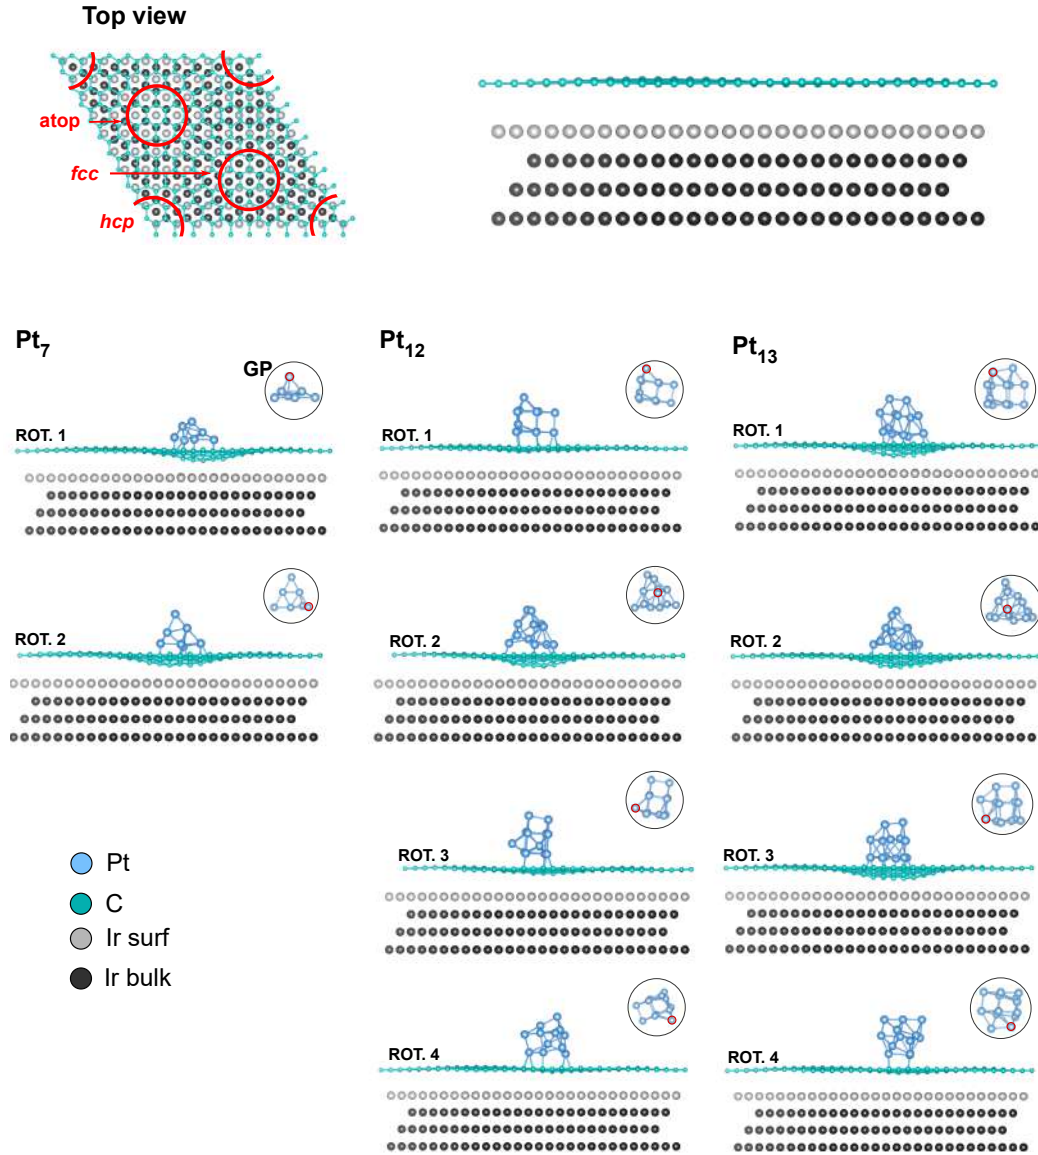 Top view
atop
fcc
hcp
Pt7
Pt12
Pt13
GP
ROT. 1
ROT. 1
ROT. 1
ROT. 2
ROT. 2
ROT. 2
ROT. 3
ROT. 3
Pt
C
Ir surf
Ir bulk
ROT. 4
ROT. 4